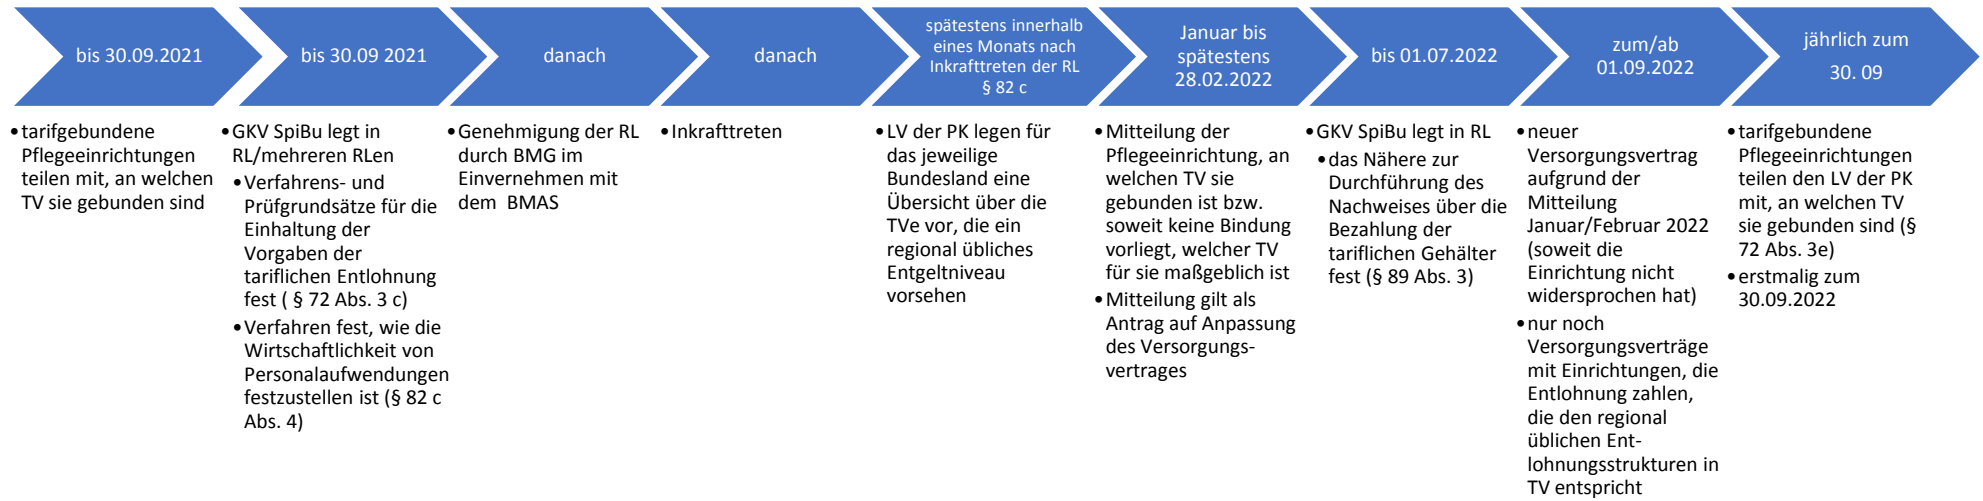 bis 30.09.2021
•tarifgebundene
Pflegeeinrichtungen
teilen mit, an welchen
TV sie gebunden sind
bis 30.09 2021
•GKV SpiBu legt in
RL/mehreren RLen
•Verfahrens- und
Prüfgrundsätze für die
Einhaltung der
Vorgaben der
tariflichen Entlohnung
fest ( § 72 Abs. 3 c)
•Verfahren fest, wie die
Wirtschaftlichkeit von
Personalaufwendungen
festzustellen ist (§ 82 c
Abs. 4)
danach
•Genehmigung der RL
durch BMG im
Einvernehmen mit
dem BMAS
danach
•Inkrafttreten
spätestens innerhalb
eines Monats nach
Inkrafttreten der RL
§ 82 c
•LV der PK legen für
das jeweilige
Bundesland eine
Übersicht über die
TVe vor, die ein
regional übliches
Entgeltniveau
vorsehen
Januar bis
spätestens
28.02.2022
•Mitteilung der
Pflegeeinrichtung, an
welchen TV sie
gebunden ist bzw.
soweit keine Bindung
vorliegt, welcher TV
für sie maßgeblich ist
•Mitteilung gilt als
Antrag auf Anpassung
des Versorgungs-
vertrages
bis 01.07.2022
•GKV SpiBu legt in RL
•das Nähere zur
Durchführung des
Nachweises über die
Bezahlung der
tariflichen Gehälter
fest (§ 89 Abs. 3)
zum/ab
01.09.2022
•neuer
Versorgungsvertrag
aufgrund der
Mitteilung
Januar/Februar 2022
(soweit die
Einrichtung nicht
widersprochen hat)
•nur noch
Versorgungsverträge
mit Einrichtungen, die
Entlohnung zahlen,
die den regional
üblichen Ent-
lohnungsstrukturen in
TV entspricht
jährlich zum
30. 09
•tarifgebundene
Pflegeeinrichtungen
teilen den LV der PK
mit, an welchen TV
sie gebunden sind (§
72 Abs. 3e)
•erstmalig zum
30.09.2022